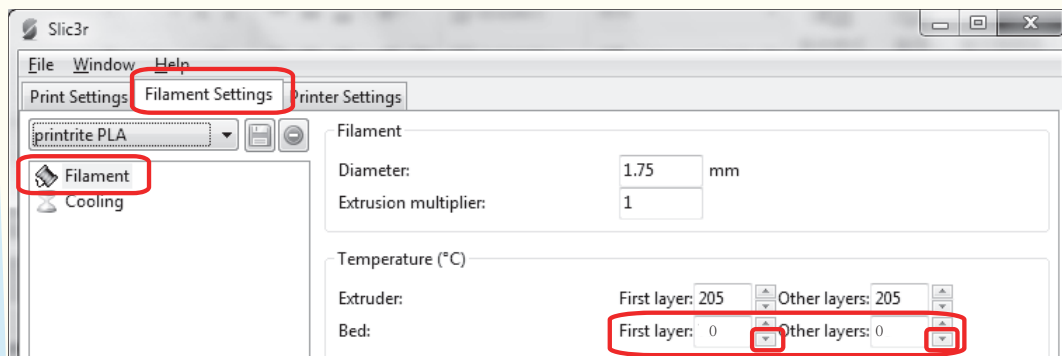 Slic3r
File Window Help
Print Settings Filament Settings Printer Settings
printrite PLA
Filament
Cooling
Filament
Diameter: 1.75 mm
Extrusion multiplier: 1
Temperature (°C)
Extruder: First layer: 205 Other layers: 205
Bed: First layer: 0 Other layers: 0